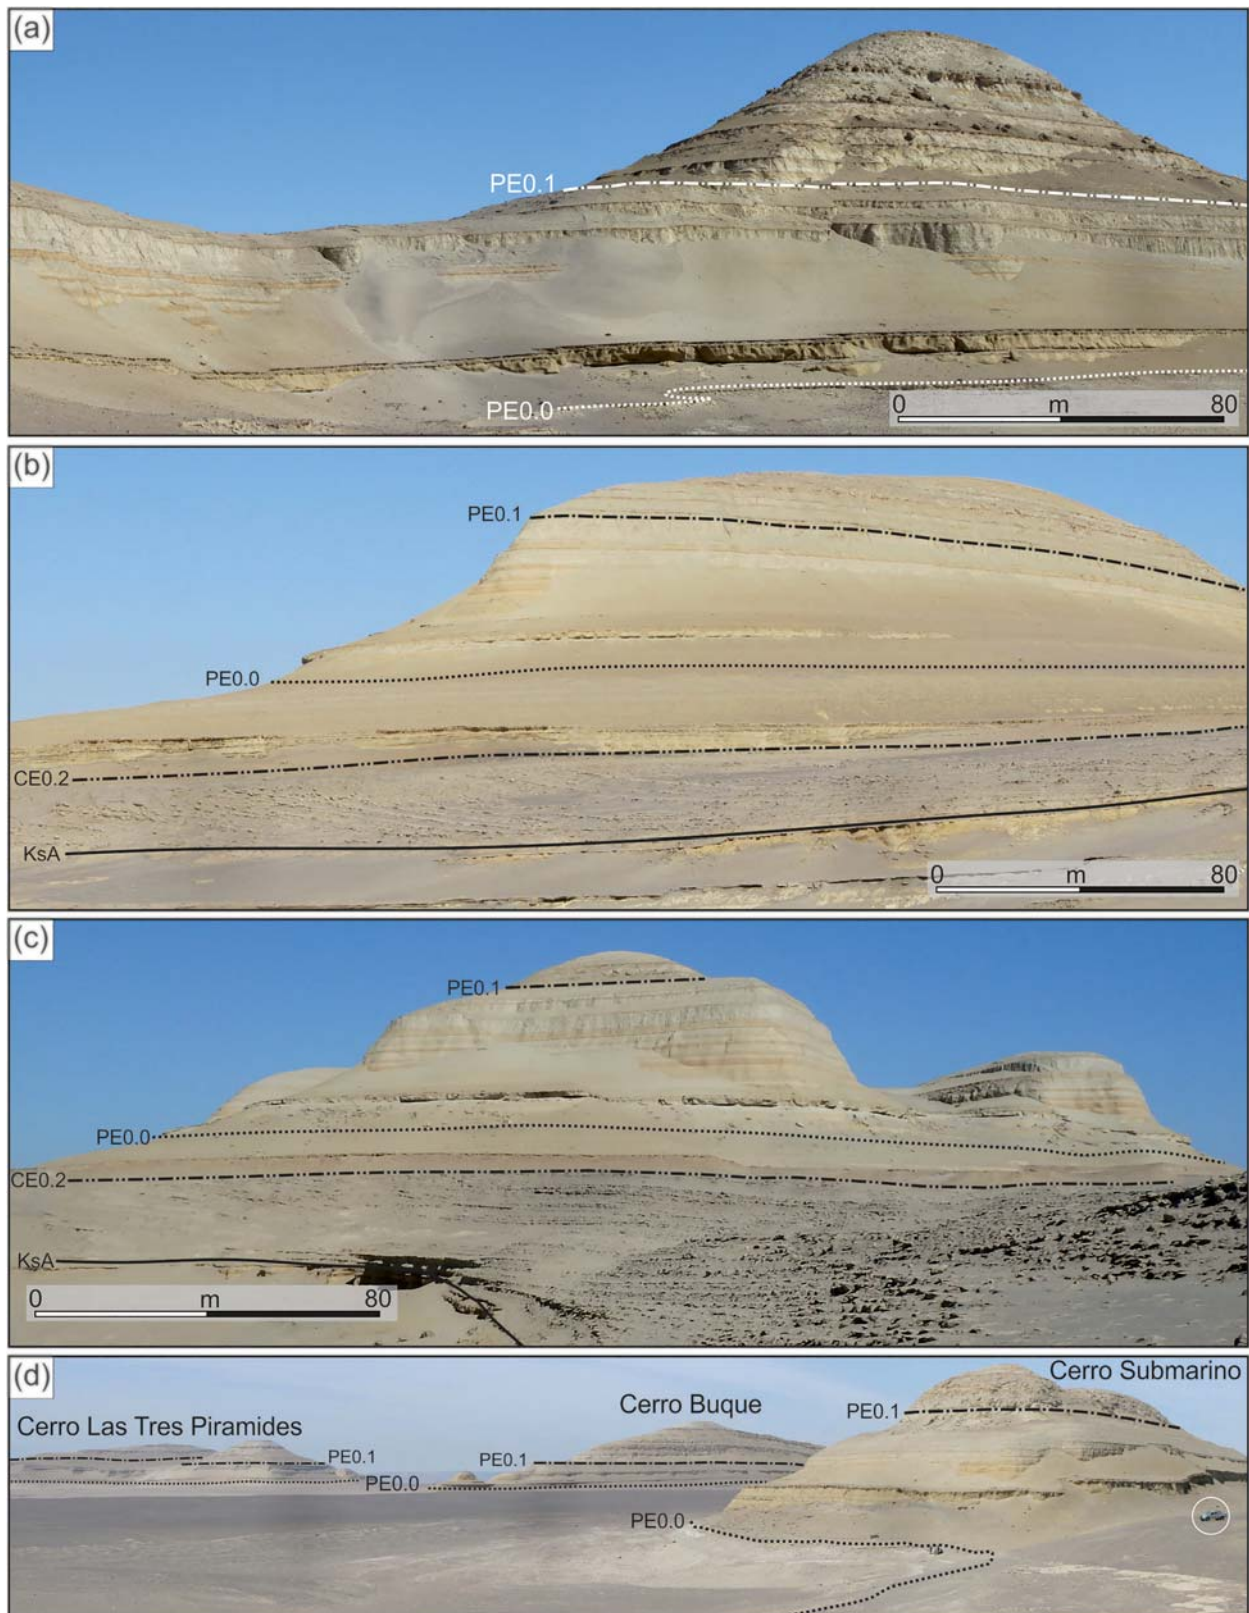 (a)
PE0.1
PE0.0
0 m 80
(b)
PE0.1
PE0.0
CE0.2
KsA
0 m 80
(c)
PE0.1
PE0.0
CE0.2
KsA
0 m 80
(d)
Cerro Submarino
Cerro Buque
Cerro Las Tres Piramides
PE0.1
PE0.1
PE0.1
PE0.0
PE0.0